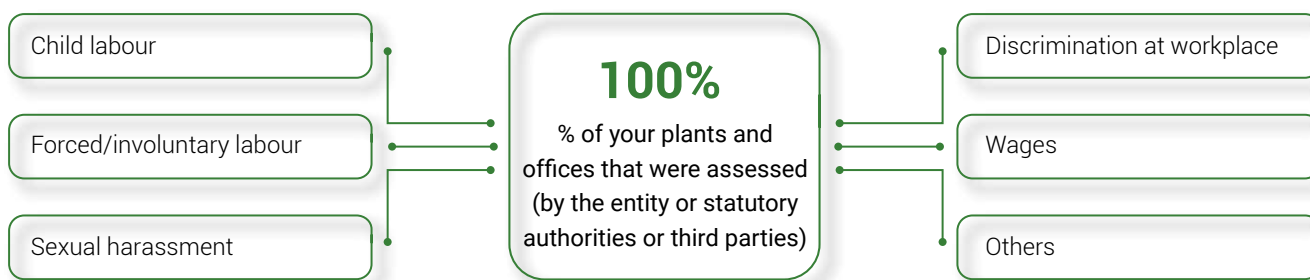 Child labour
Forced/involuntary labour
Sexual harassment
100%
% of your plants and
offices that were assessed
(by the entity or statutory
authorities or third parties)
Discrimination at workplace
Wages
Others